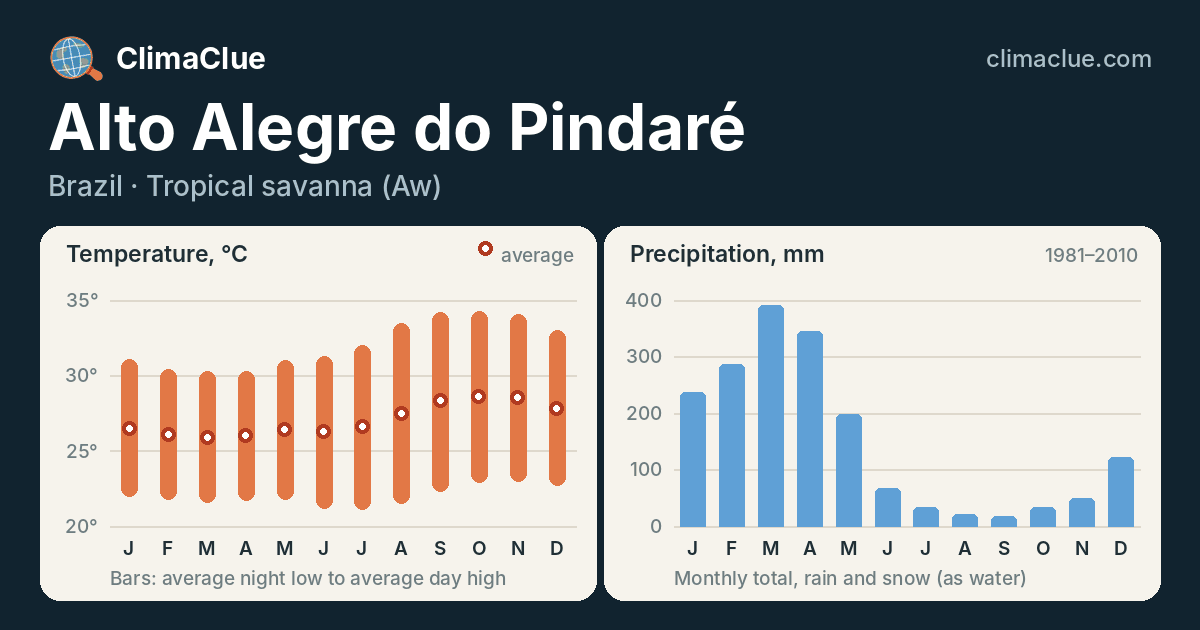 ClimaClue
climaclue.com
Alto Alegre do Pindaré
Brazil · Tropical savanna (Aw)
Temperature, °C
average
35°
30°
25°
20°
J F M A M J J A S O N D
Bars: average night low to average day high
Precipitation, mm
1981–2010
400
300
200
100
0
J F M A M J J A S O N D
Monthly total, rain and snow (as water)